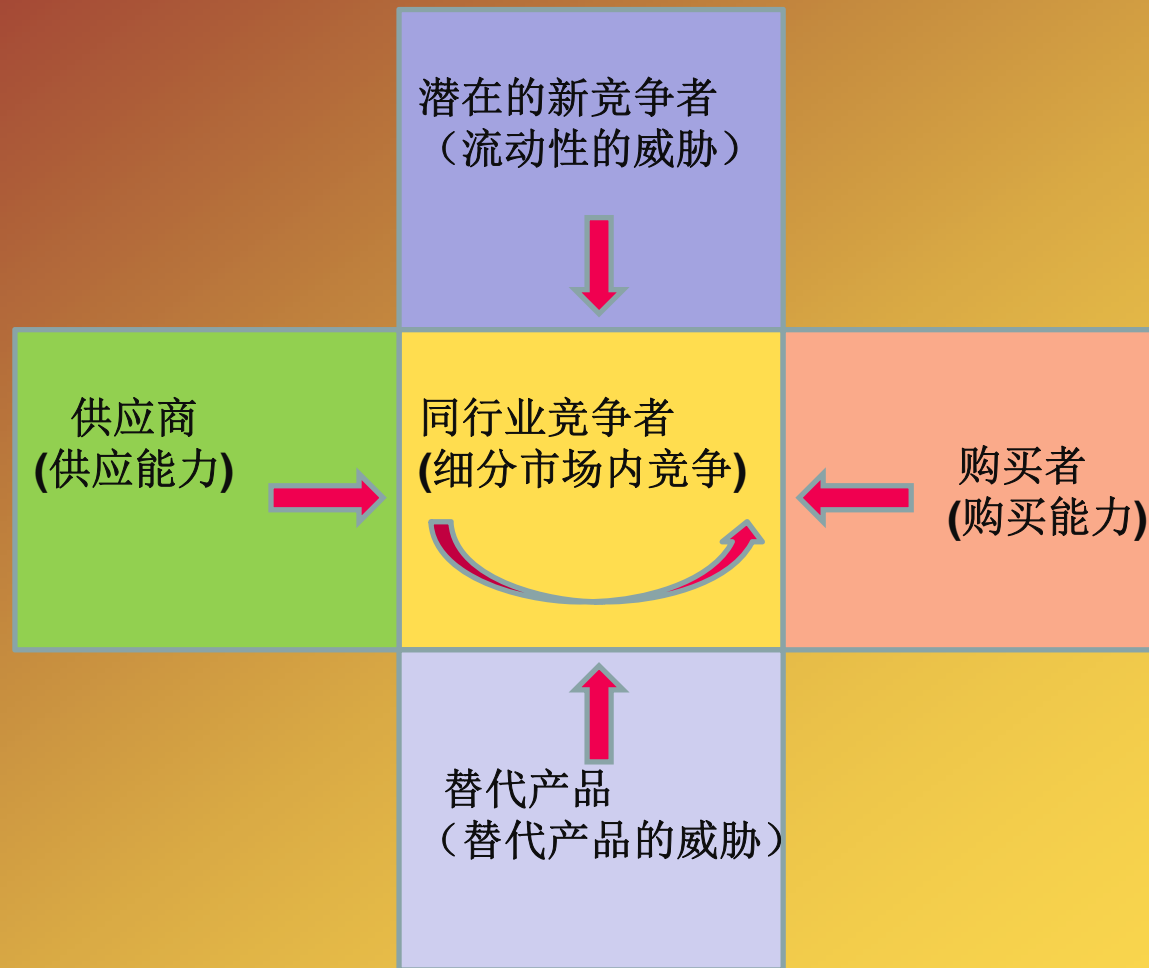 潜在的新竞争者
（流动性的威胁）
供应商
(供应能力)
同行业竞争者
(细分市场内竞争)
购买者
(购买能力)
替代产品
（替代产品的威胁）